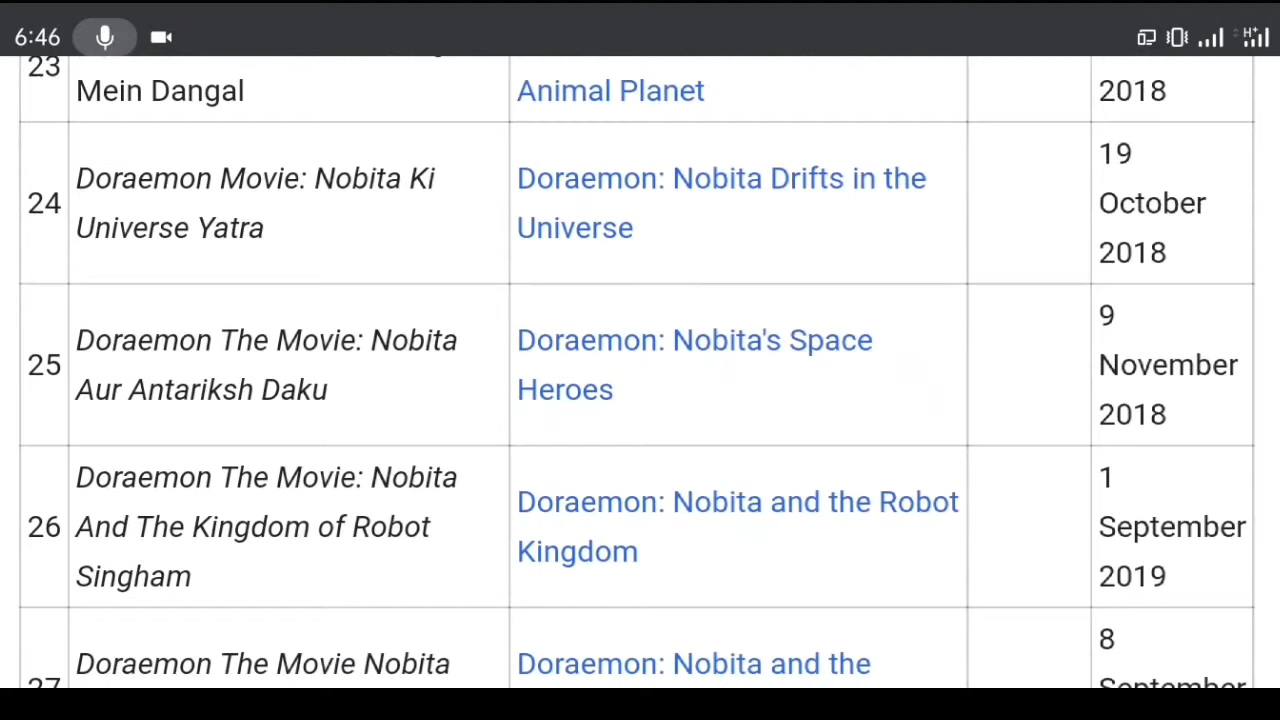 6:46
H+
23
Mein Dangal
Animal Planet
2018
24
Doraemon Movie: Nobita Ki
Universe Yatra
Doraemon: Nobita Drifts in the
Universe
19
October
2018
25
Doraemon The Movie: Nobita
Aur Antariksh Daku
Doraemon: Nobita's Space
Heroes
9
November
2018
26
Doraemon The Movie: Nobita
And The Kingdom of Robot
Singham
Doraemon: Nobita and the Robot
Kingdom
1
September
2019
27
Doraemon The Movie Nobita
Doraemon: Nobita and the
8
September